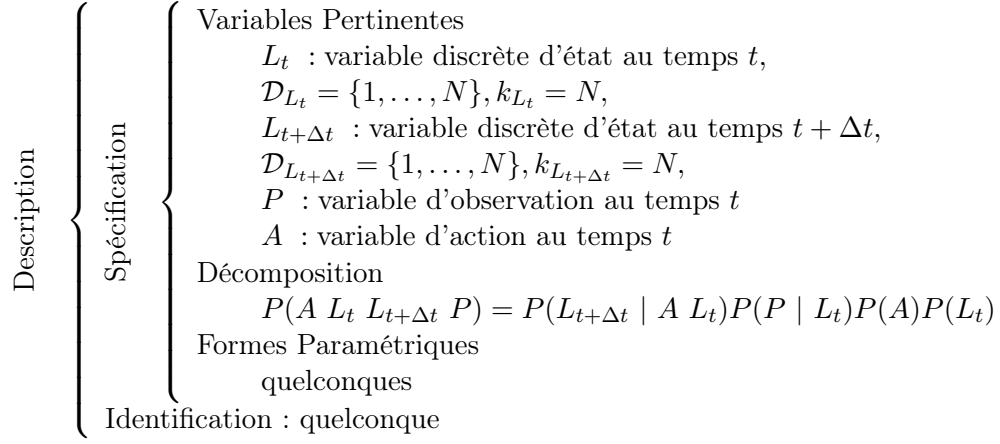 Description
Spécification
Variables Pertinentes
L_t : variable discrète d'état au temps t,
D_{L_t} = {1, . . . , N}, k_{L_t} = N,
L_{t+Δt} : variable discrète d'état au temps t + Δt,
D_{L_{t+Δt}} = {1, . . . , N}, k_{L_{t+Δt}} = N,
P : variable d'observation au temps t
A : variable d'action au temps t
Décomposition
P(A L_t L_{t+Δt} P) = P(L_{t+Δt} | A L_t)P(P | L_t)P(A)P(L_t)
Formes Paramétriques
quelconques
Identification : quelconque